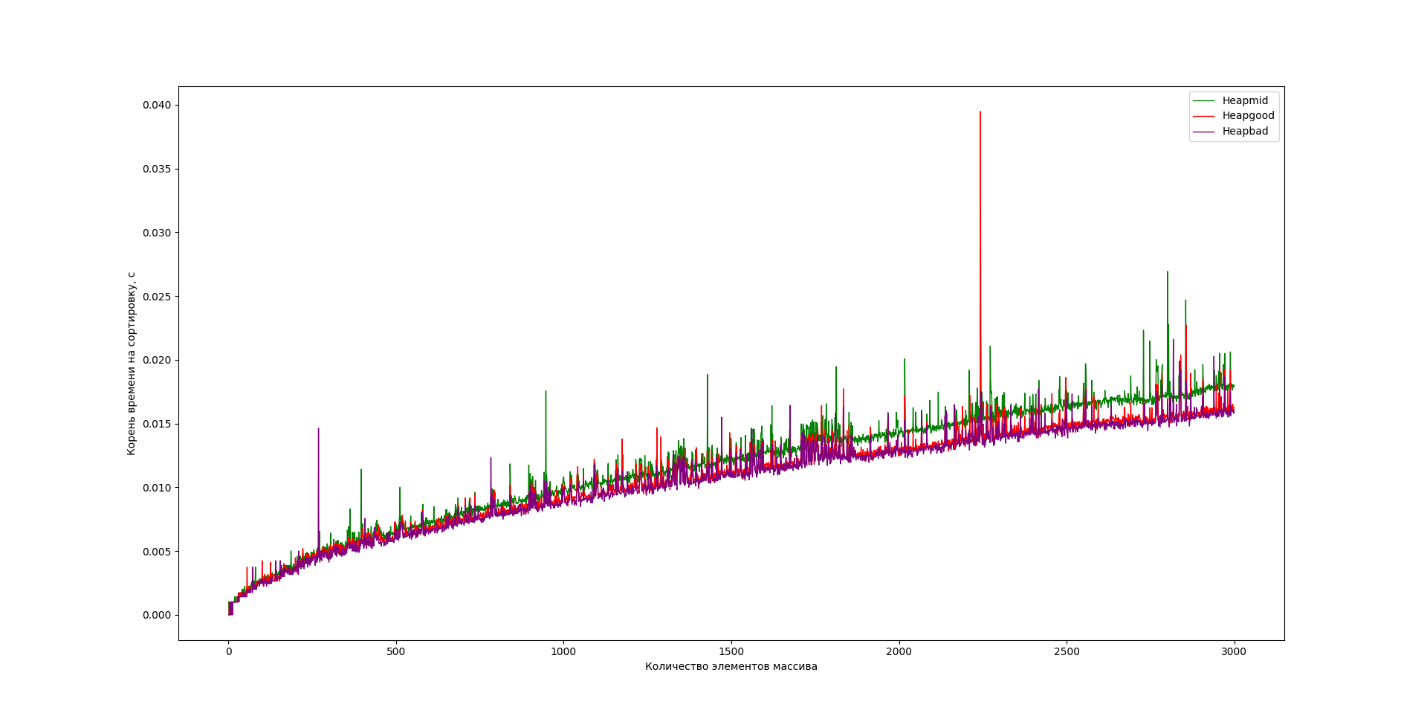 0.040
0.035
0.030
0.025
0.020
0.015
0.010
0.005
0.000
Корень времени на сортировку, с
0 500 1000 1500 2000 2500 3000
Количество элементов массива
Heapmid
Heapgood
Heapbad